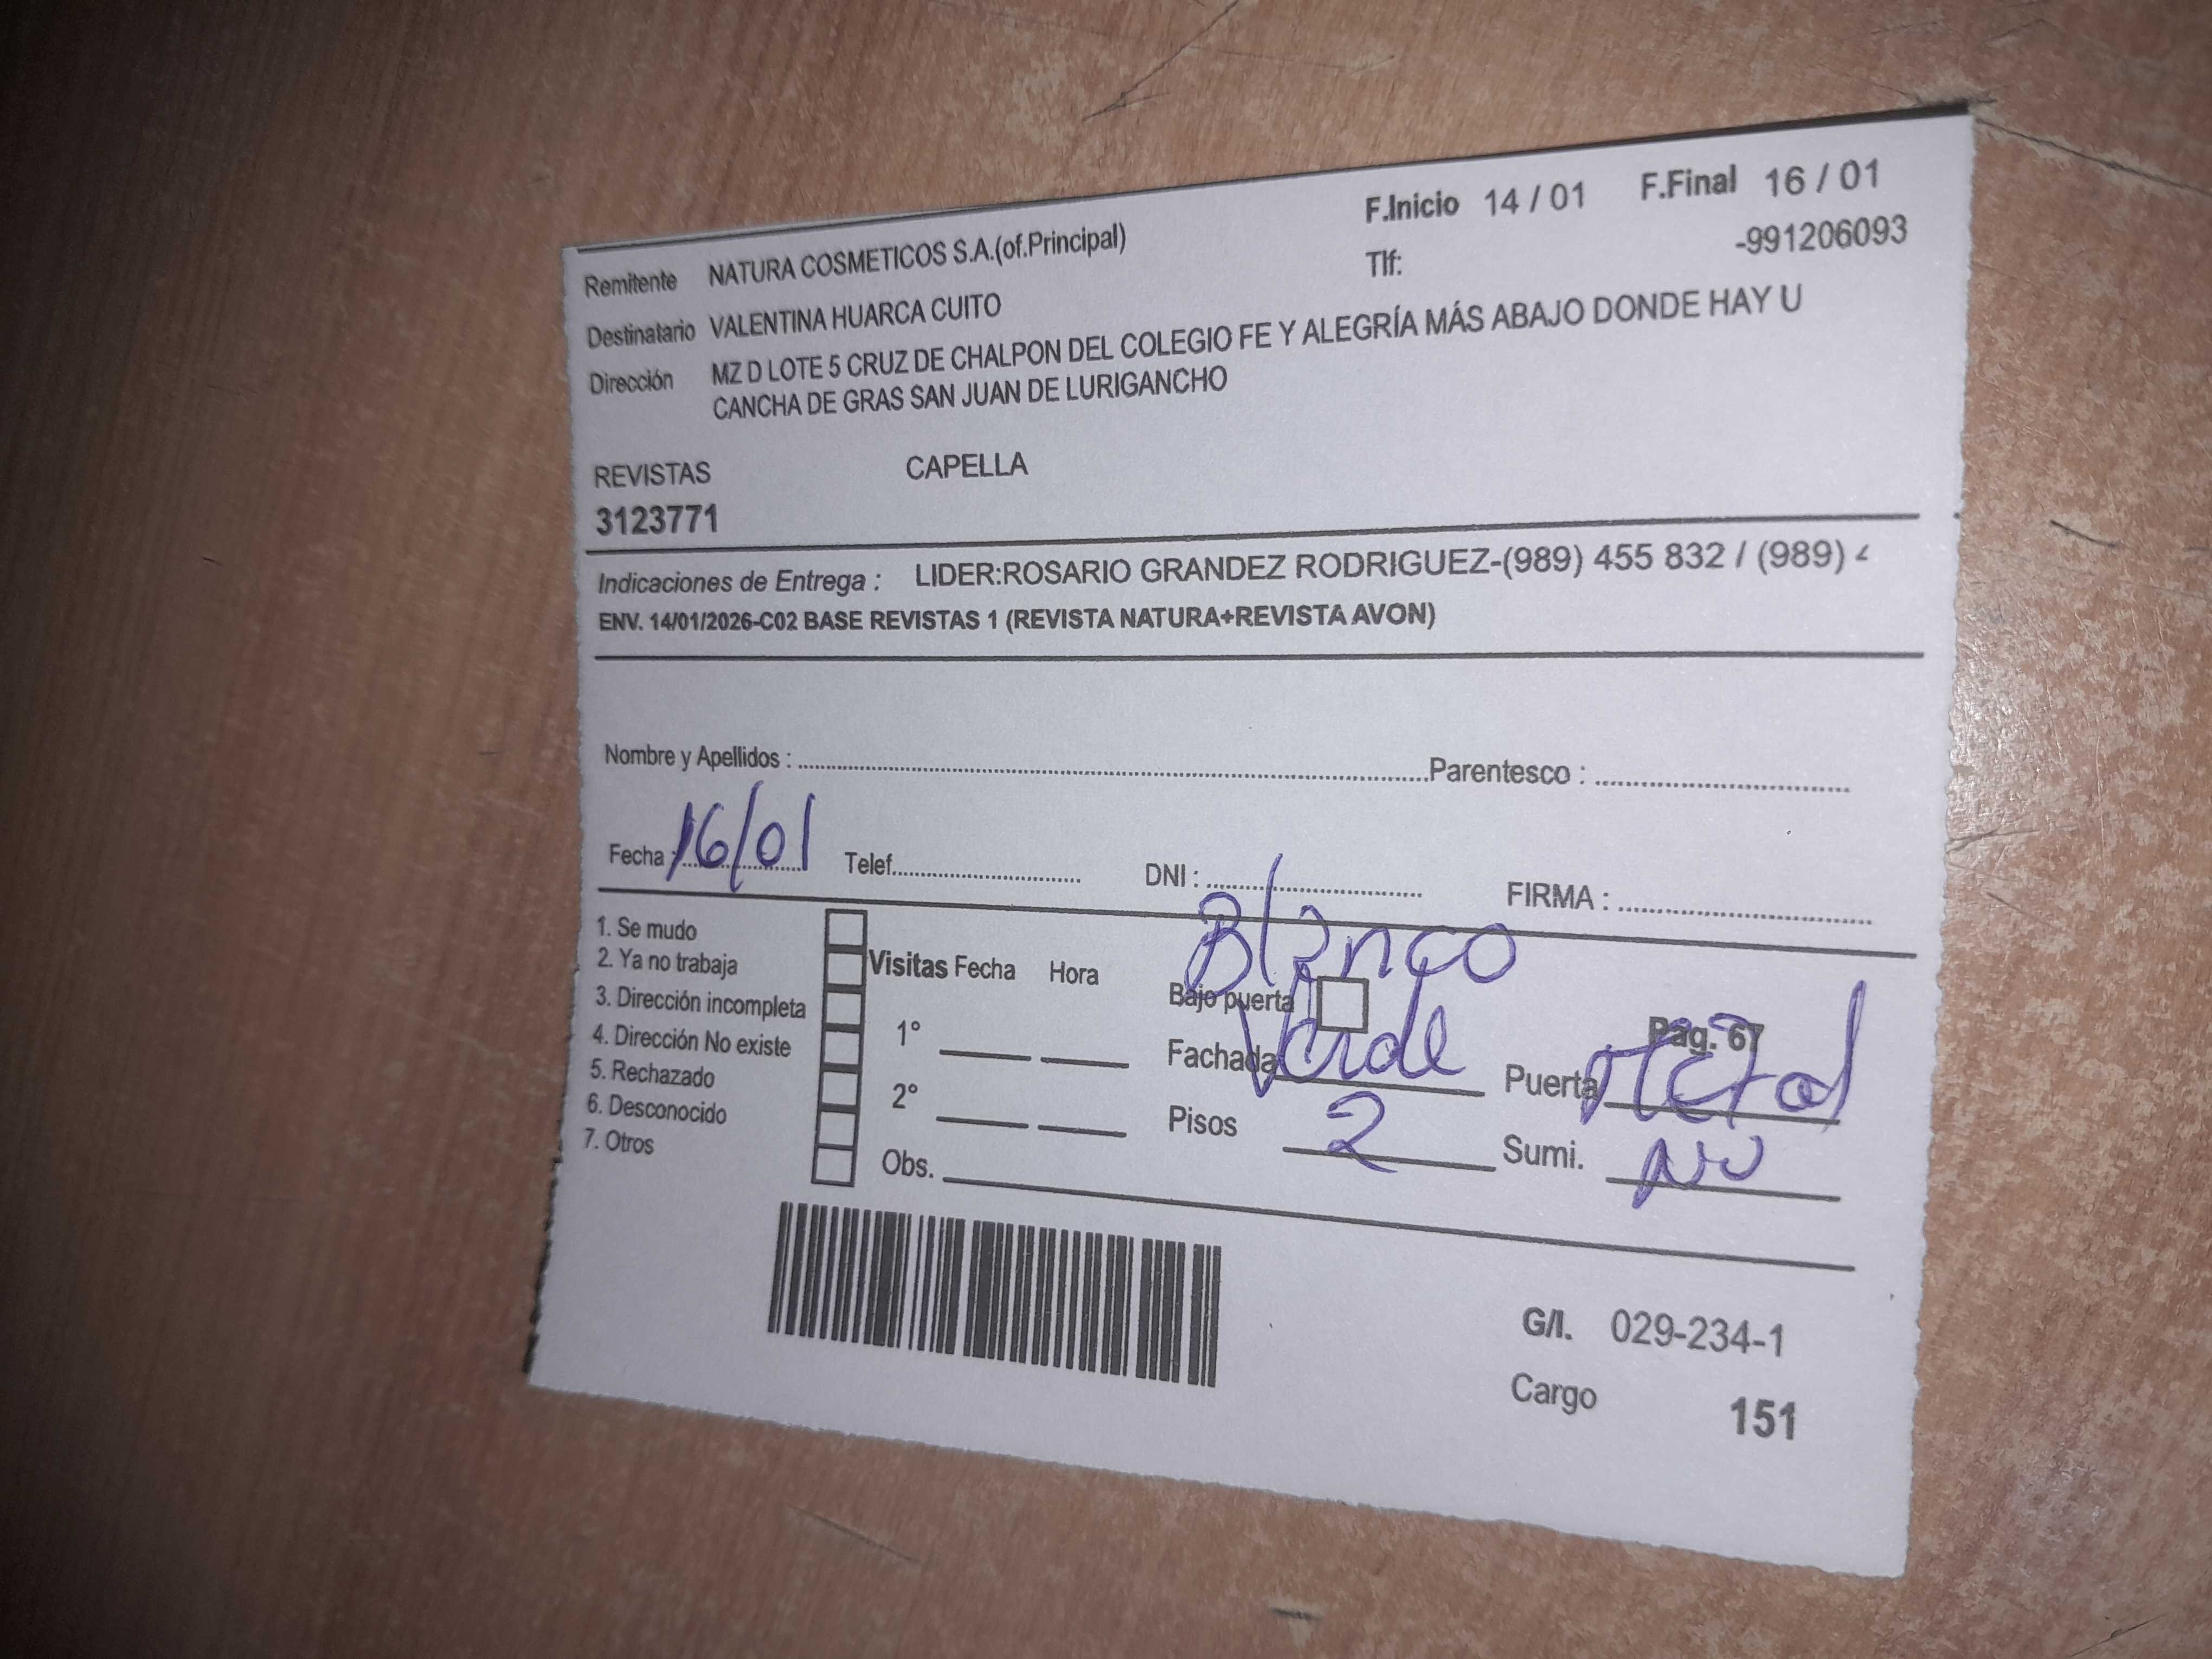 F.Inicio 14 / 01 F.Final 16 / 01
Remitente NATURA COSMETICOS S.A.(of.Principal) Tlf: -991206093
Destinatario VALENTINA HUARCA CUITO
Dirección MZ D LOTE 5 CRUZ DE CHALPON DEL COLEGIO FE Y ALEGRÍA MÁS ABAJO DONDE HAY U
CANCHA DE GRAS SAN JUAN DE LURIGANCHO
REVISTAS CAPELLA
3123771
Indicaciones de Entrega : LIDER:ROSARIO GRANDEZ RODRIGUEZ-(989) 455 832 / (989)
ENV. 14/01/2026-C02 BASE REVISTAS 1 (REVISTA NATURA+REVISTA AVON)
Nombre y Apellidos : Parentesco :
Fecha : 16/01 Telef. DNI : FIRMA :
1. Se mudo
2. Ya no trabaja
3. Dirección incompleta
4. Dirección No existe
5. Rechazado
6. Desconocido
7. Otros
Visitas Fecha Hora
1°
2°
Obs.
Blanco
Bajo puerta
Pag. 67
Fachada Verde Puerta Metal
Pisos 2 Sumi. No
G/I. 029-234-1
Cargo 151